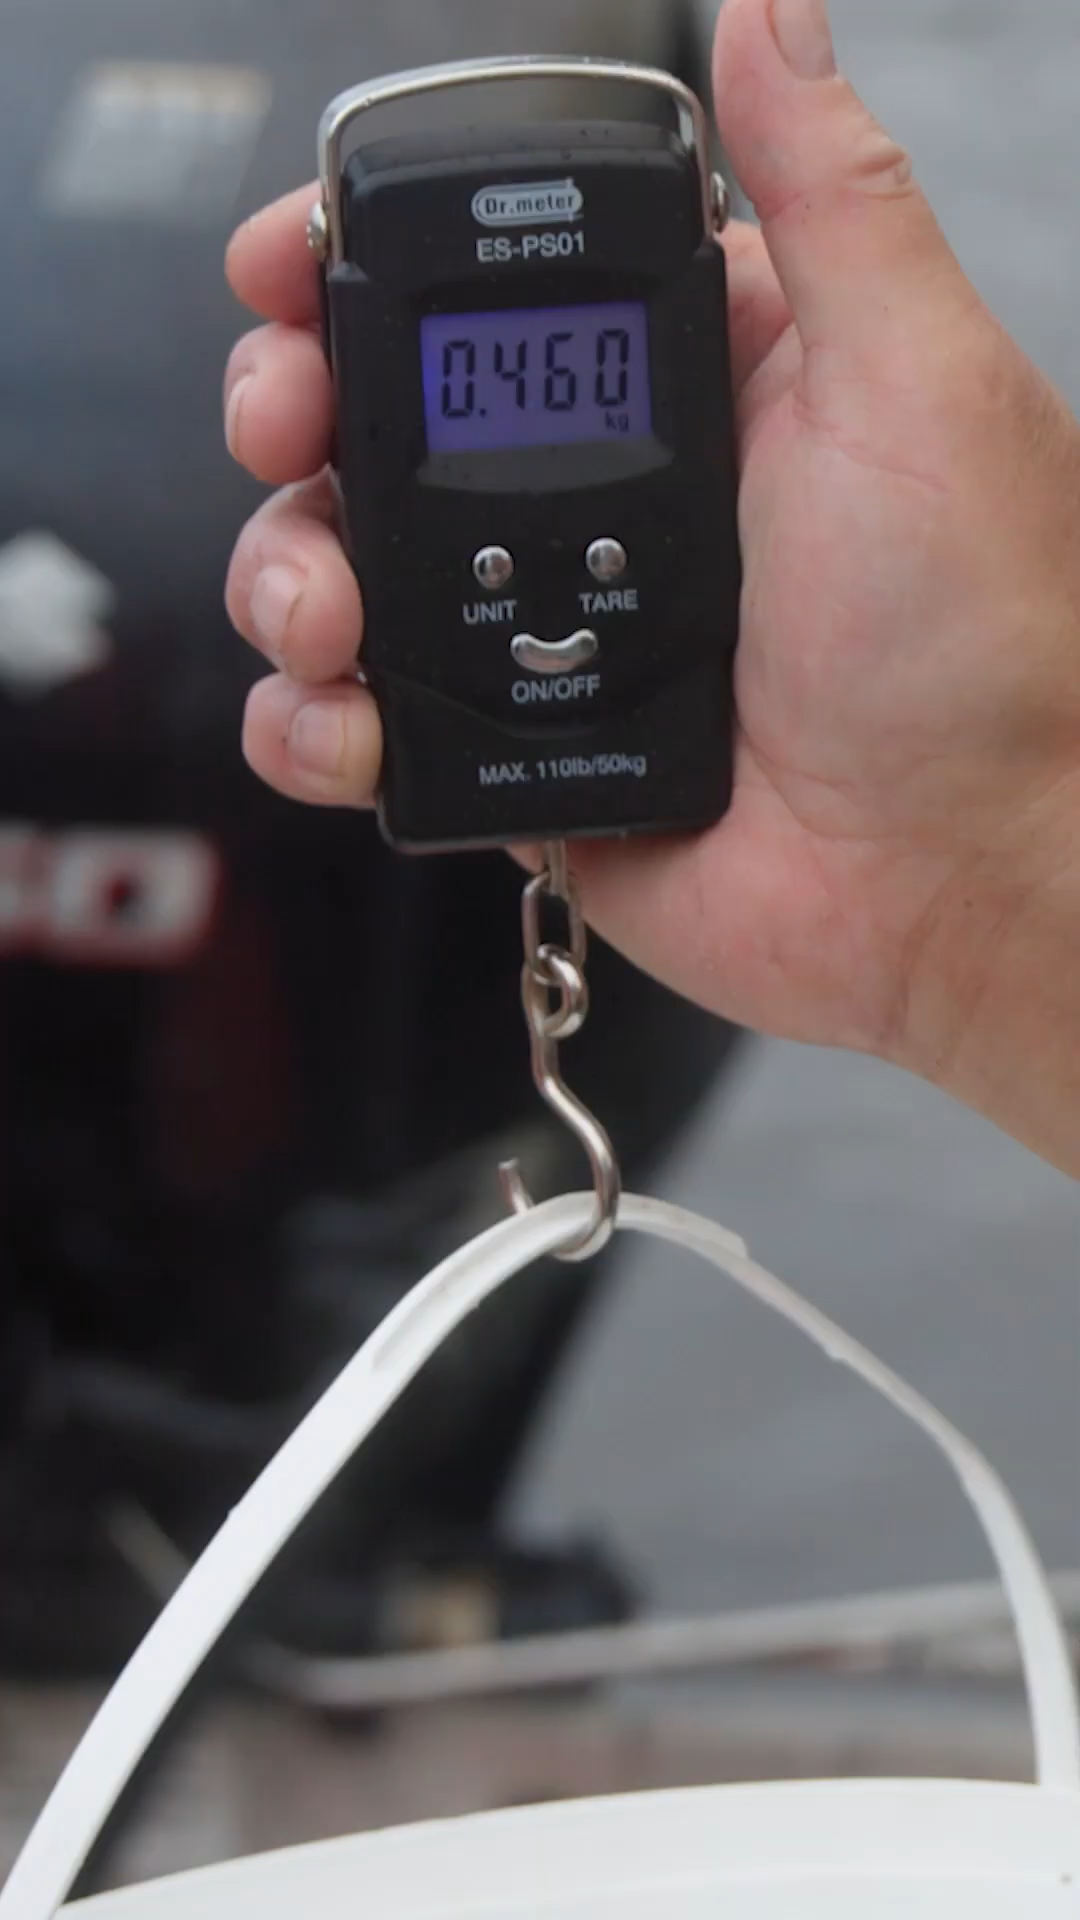 Dr.meter
ES-PS01
0.460
kg
UNIT
TARE
ON/OFF
MAX. 110lb/50kg